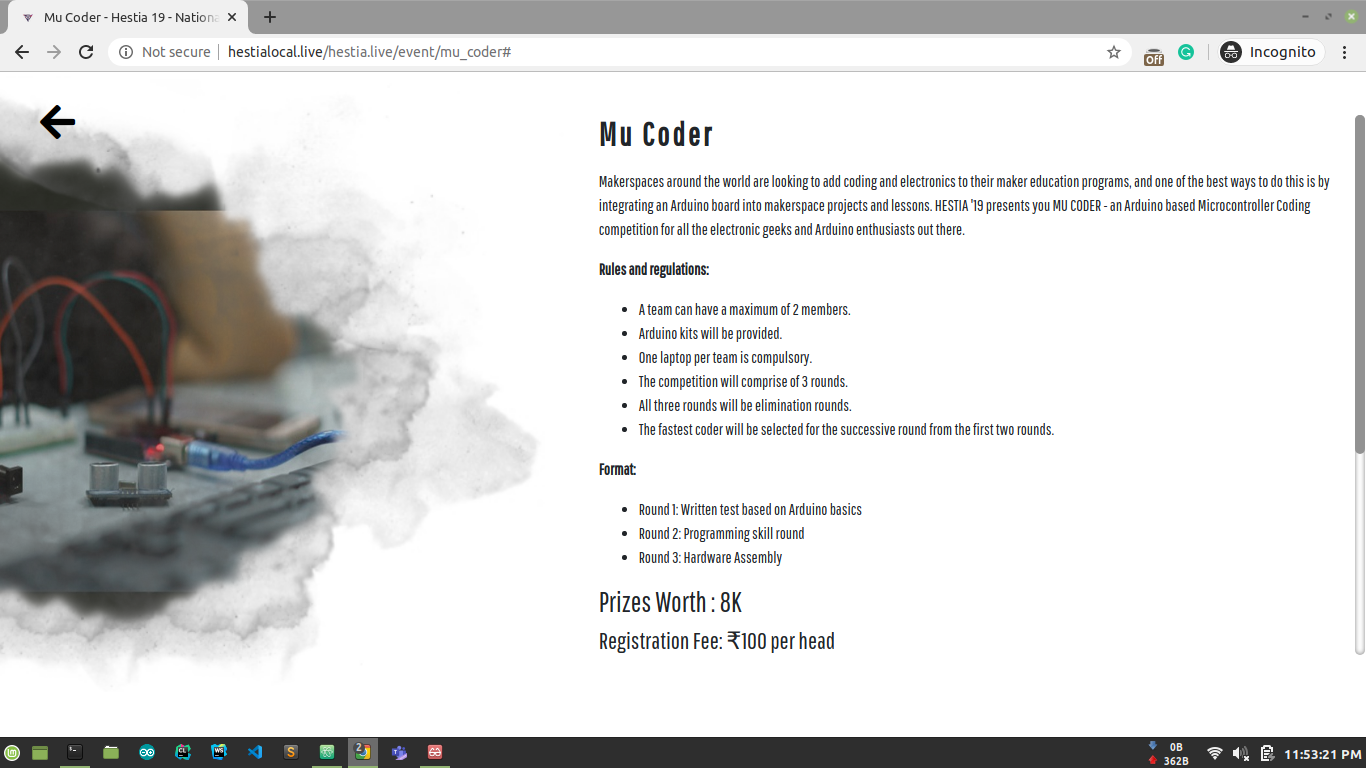 Mu Coder - Hestia 19 - Nationa
Not secure
hestialocal.live/hestia.live/event/mu_coder#
Off
Incognito
Mu Coder
Makerspaces around the world are looking to add coding and electronics to their maker education programs, and one of the best ways to do this is by
integrating an Arduino board into makerspace projects and lessons. HESTIA '19 presents you MU CODER - an Arduino based Microcontroller Coding
competition for all the electronic geeks and Arduino enthusiasts out there.
Rules and regulations:
A team can have a maximum of 2 members.
Arduino kits will be provided.
One laptop per team is compulsory.
The competition will comprise of 3 rounds.
All three rounds will be elimination rounds.
The fastest coder will be selected for the successive round from the first two rounds.
Format:
Round 1: Written test based on Arduino basics
Round 2: Programming skill round
Round 3: Hardware Assembly
Prizes Worth : 8K
Registration Fee: ₹100 per head
CL
WS
S
2
0B
362B
11:53:21 PM